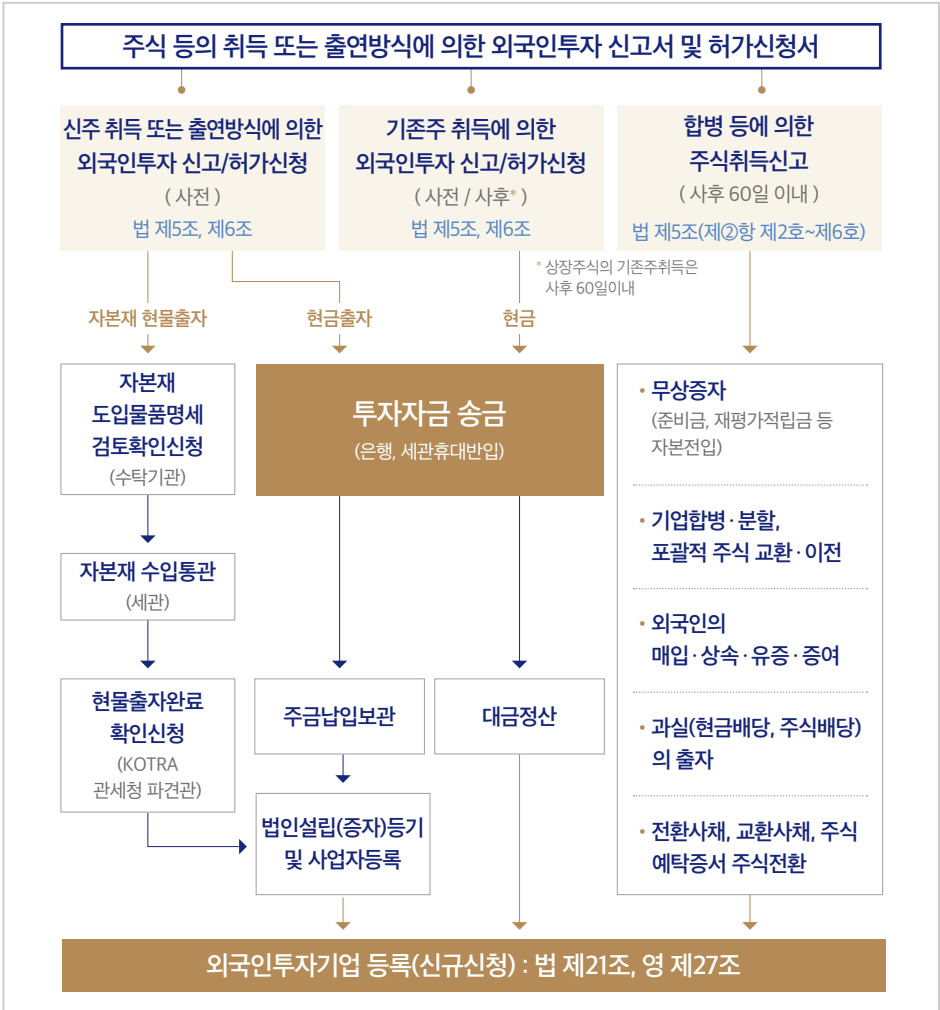 주식 등의 취득 또는 출연방식에 의한 외국인투자 신고서 및 허가신청서
신주 취득 또는 출연방식에 의한
외국인투자 신고/허가신청
( 사전 )
법 제5조, 제6조
기존주 취득에 의한
외국인투자 신고/허가신청
( 사전 / 사후* )
법 제5조, 제6조
합병 등에 의한
주식취득신고
( 사후 60일 이내 )
법 제5조(제②항 제2호~제6호)
* 상장주식의 기존주취득은
사후 60일이내
자본재 현물출자
현금출자
현금
자본재
도입물품명세
검토확인신청
(수탁기관)
투자자금 송금
(은행, 세관휴대반입)
자본재 수입통관
(세관)
현물출자완료
확인신청
(KOTRA
관세청 파견관)
주금납입보관
대금정산
법인설립(증자)등기
및 사업자등록
• 무상증자
(준비금, 재평가적립금 등
자본전입)
• 기업합병·분할,
포괄적 주식 교환·이전
• 외국인의
매입·상속·유증·증여
• 과실(현금배당, 주식배당)
의 출자
• 전환사채, 교환사채, 주식
예탁증서 주식전환
외국인투자기업 등록(신규신청) : 법 제21조, 영 제27조